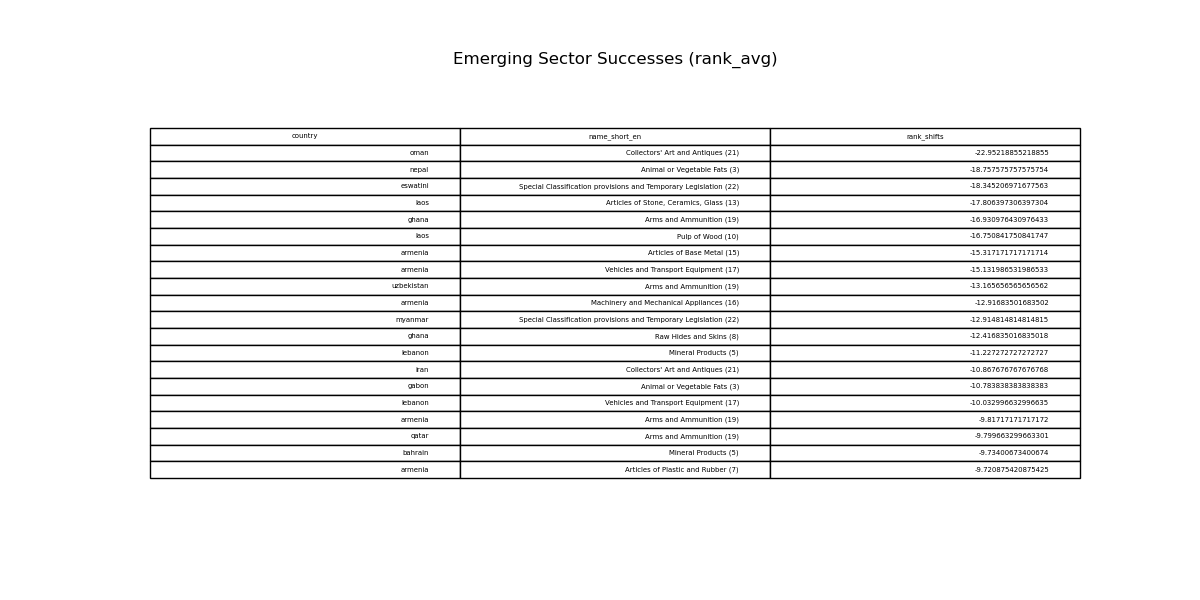 Emerging Sector Successes (rank_avg)
country name_short_en rank_shifts
oman Collectors' Art and Antiques (21) -22.95218855218855
nepal Animal or Vegetable Fats (3) -18.757575757575754
eswatini Special Classification provisions and Temporary Legislation (22) -18.345206971677563
laos Articles of Stone, Ceramics, Glass (13) -17.806397306397304
ghana Arms and Ammunition (19) -16.930976430976433
laos Pulp of Wood (10) -16.750841750841747
armenia Articles of Base Metal (15) -15.317171717171714
armenia Vehicles and Transport Equipment (17) -15.131986531986533
uzbekistan Arms and Ammunition (19) -13.165656565656562
armenia Machinery and Mechanical Appliances (16) -12.91683501683502
myanmar Special Classification provisions and Temporary Legislation (22) -12.914814814814815
ghana Raw Hides and Skins (8) -12.416835016835018
lebanon Mineral Products (5) -11.227272727272727
iran Collectors' Art and Antiques (21) -10.867676767676768
gabon Animal or Vegetable Fats (3) -10.783838383838383
lebanon Vehicles and Transport Equipment (17) -10.032996632996635
armenia Arms and Ammunition (19) -9.81717171717172
qatar Arms and Ammunition (19) -9.799663299663301
bahrain Mineral Products (5) -9.73400673400674
armenia Articles of Plastic and Rubber (7) -9.720875420875425